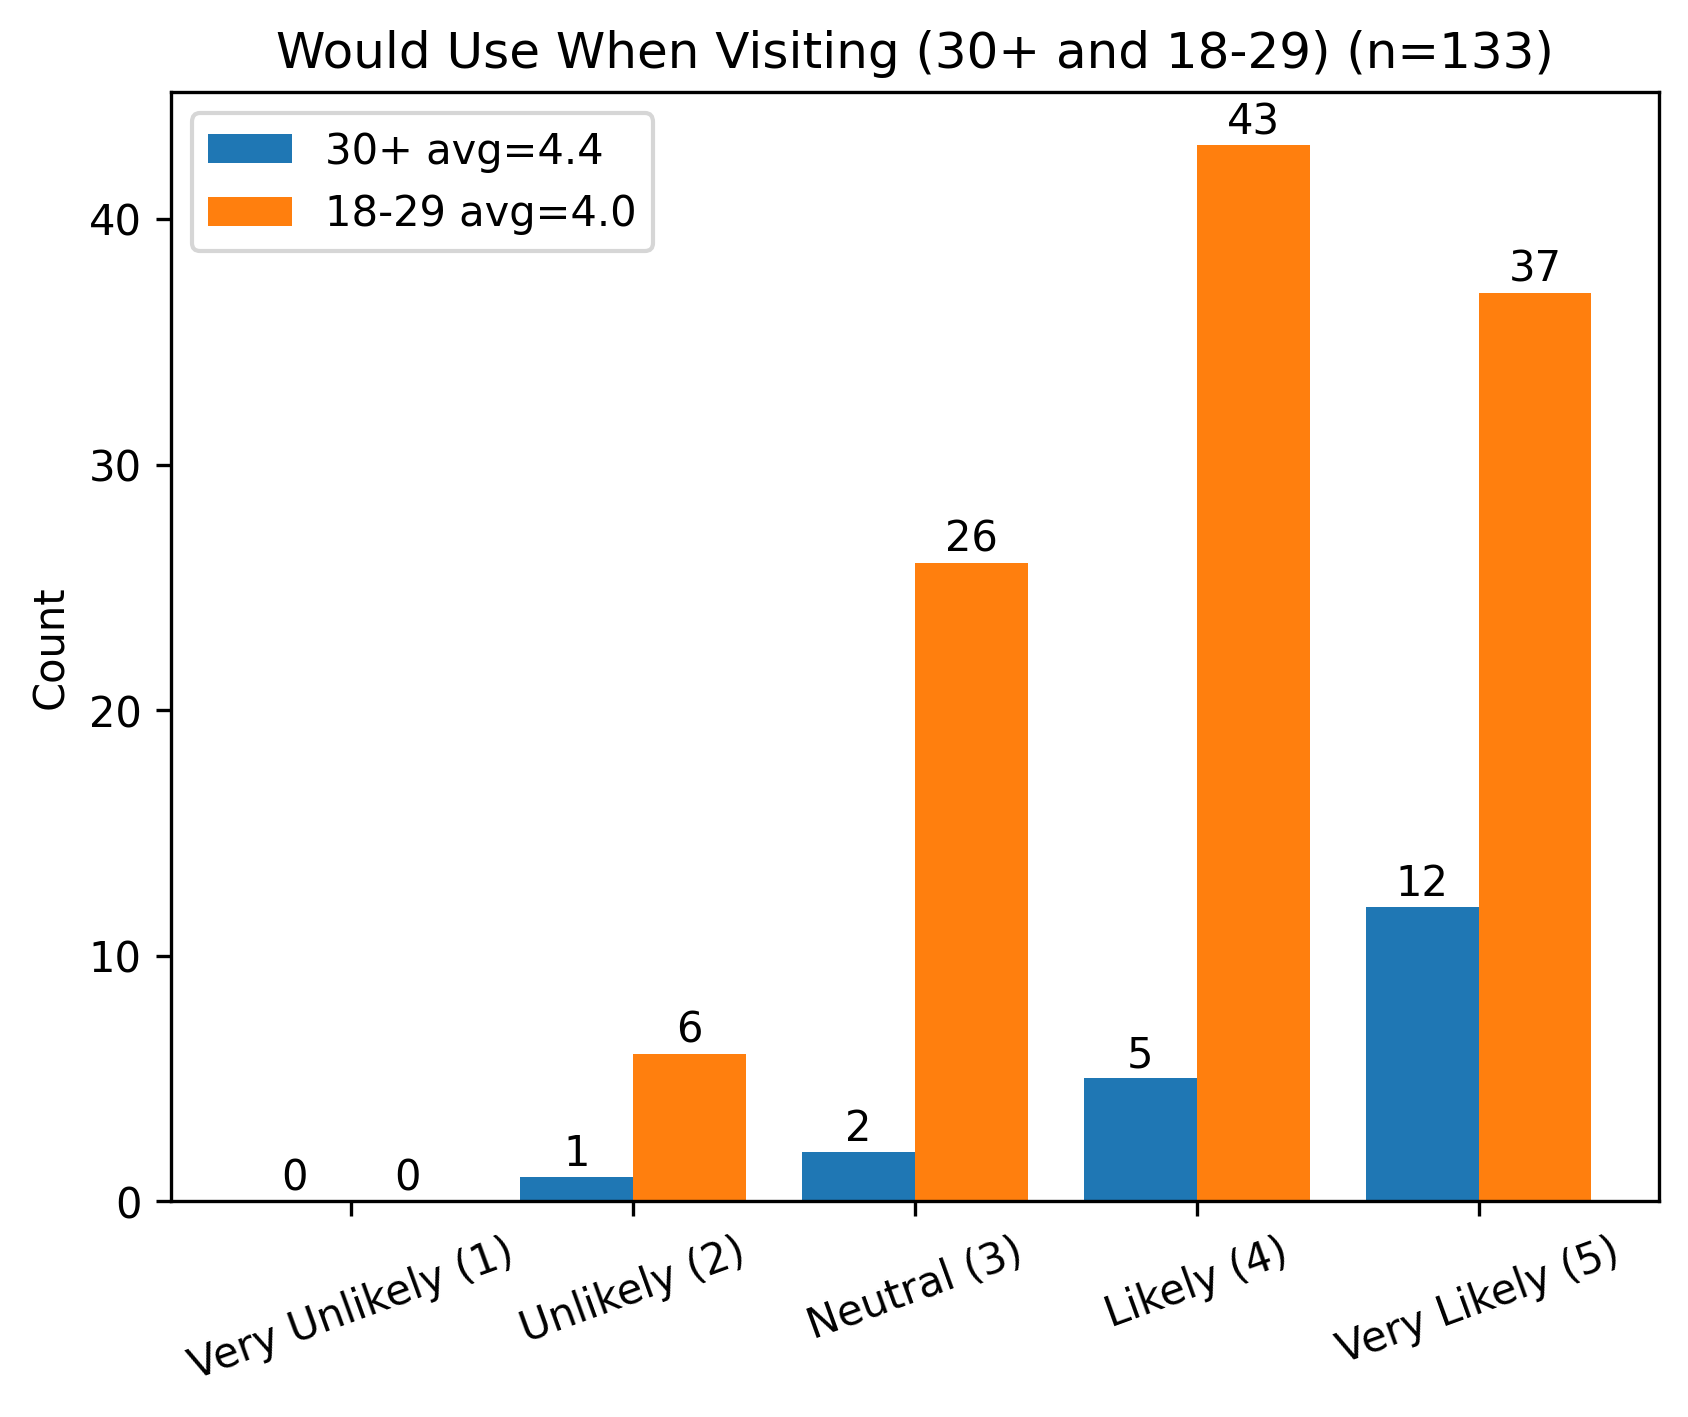 Would Use When Visiting (30+ and 18-29) (n=133)
30+ avg=4.4
18-29 avg=4.0
Count
40
30
20
10
0
0
0
1
6
2
26
5
43
12
37
Very Unlikely (1)
Unlikely (2)
Neutral (3)
Likely (4)
Very Likely (5)